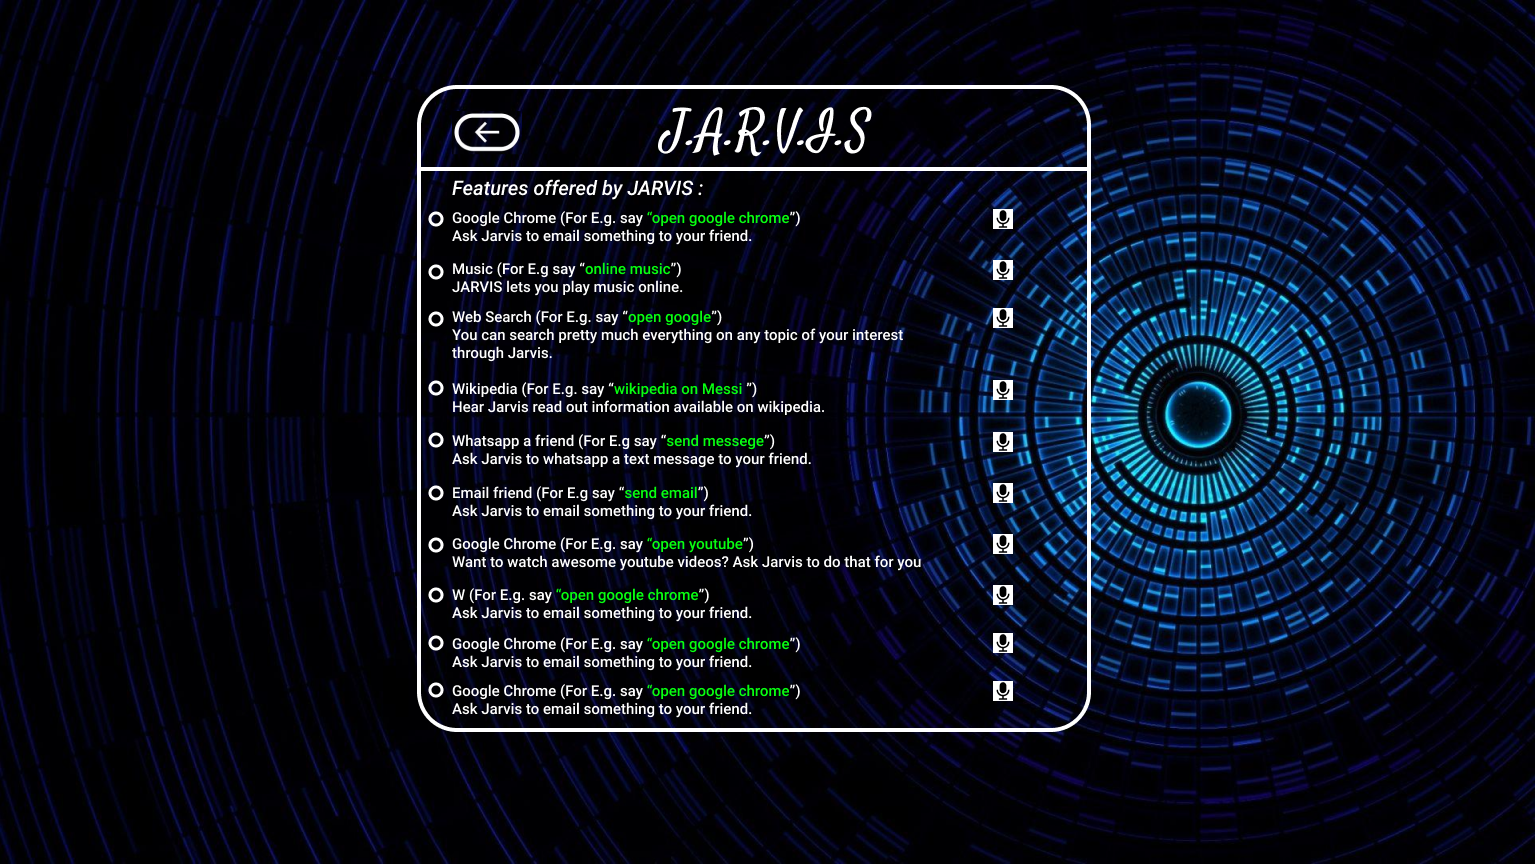 J.A.R.V.I.S
Features offered by JARVIS :
Google Chrome (For E.g. say “open google chrome”)
Ask Jarvis to email something to your friend.
Music (For E.g say “online music”)
JARVIS lets you play music online.
Web Search (For E.g. say “open google”)
You can search pretty much everything on any topic of your interest
through Jarvis.
Wikipedia (For E.g. say “wikipedia on Messi ”)
Hear Jarvis read out information available on wikipedia.
Whatsapp a friend (For E.g say “send messege”)
Ask Jarvis to whatsapp a text message to your friend.
Email friend (For E.g say “send email”)
Ask Jarvis to email something to your friend.
Google Chrome (For E.g. say “open youtube”)
Want to watch awesome youtube videos? Ask Jarvis to do that for you
W (For E.g. say “open google chrome”)
Ask Jarvis to email something to your friend.
Google Chrome (For E.g. say “open google chrome”)
Ask Jarvis to email something to your friend.
Google Chrome (For E.g. say “open google chrome”)
Ask Jarvis to email something to your friend.